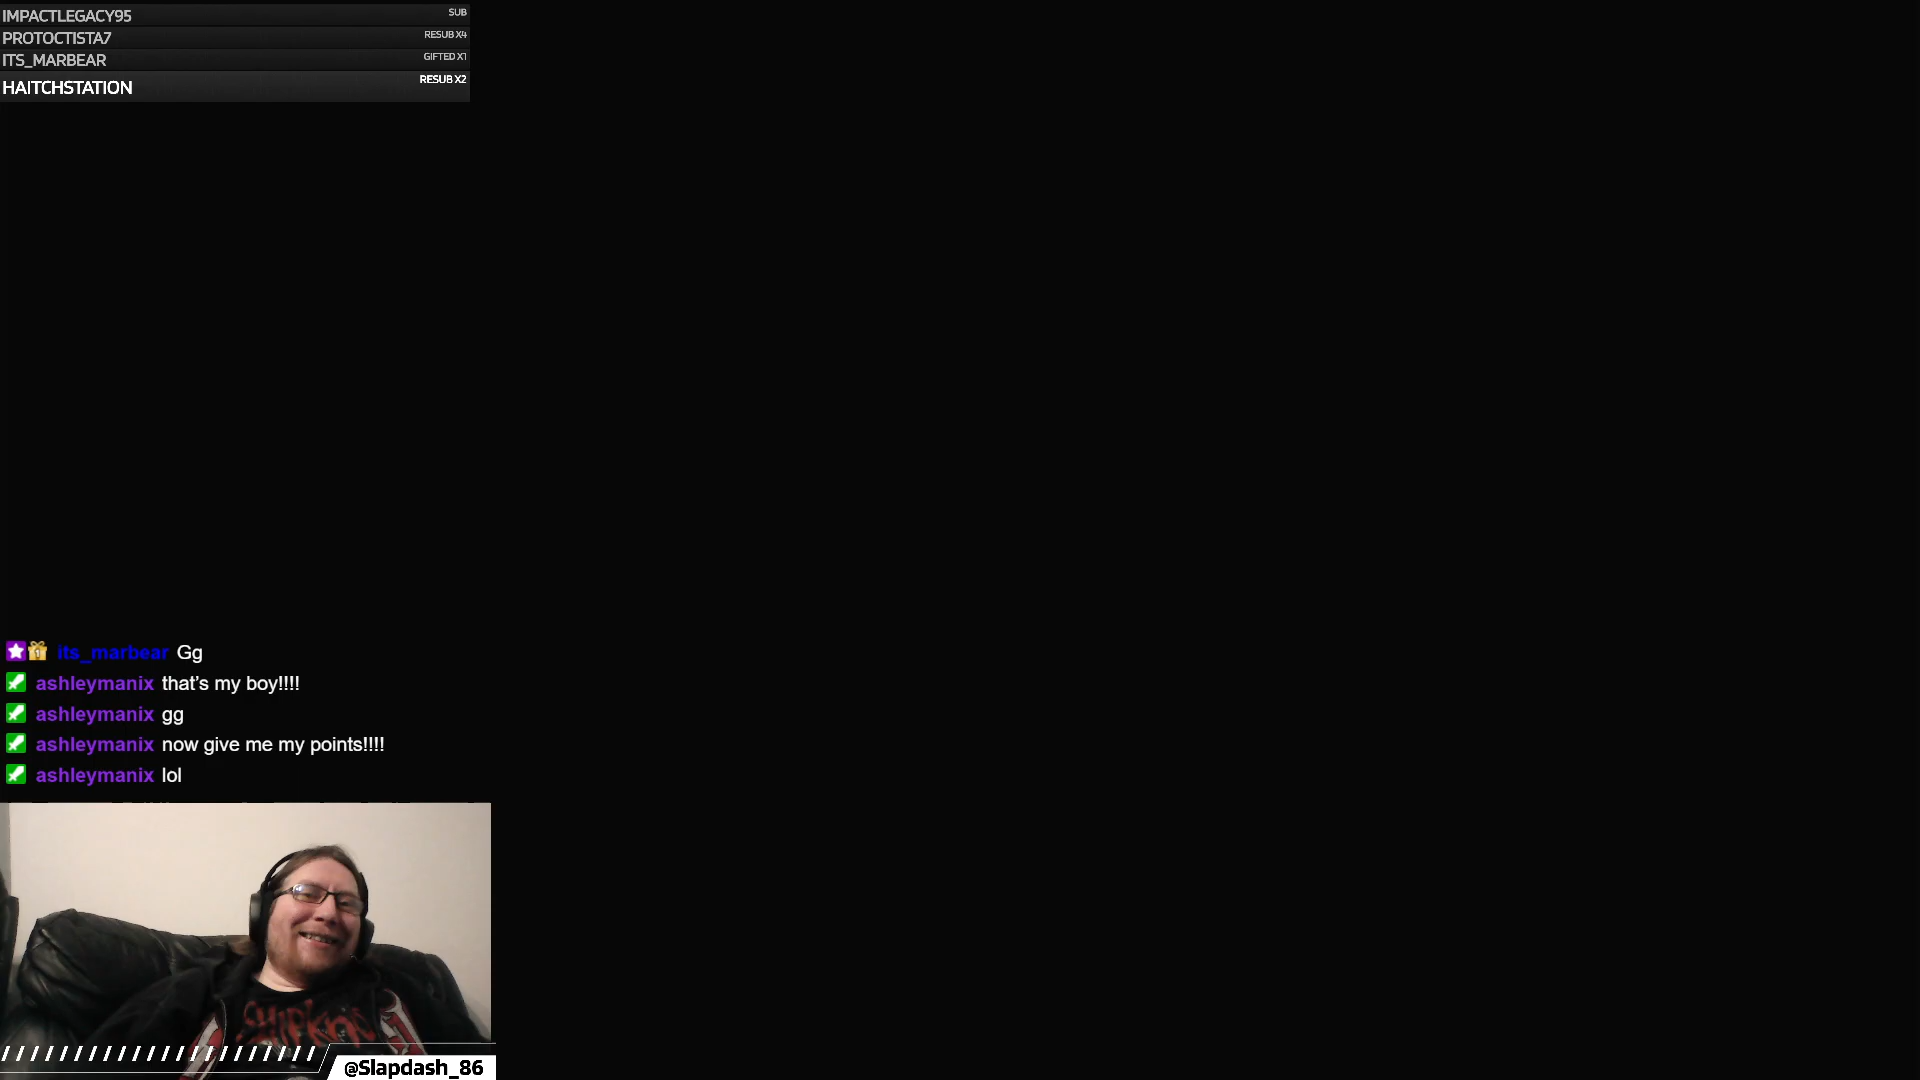 IMPACTLEGACY95 SUB
PROTOCTISTA7 RESUB X4
ITS_MARBEAR GIFTED X1
HAITCHSTATION RESUB X2
its_marbear Gg
ashleymanix that’s my boy!!!!
ashleymanix gg
ashleymanix now give me my points!!!!
ashleymanix lol
@Slapdash_86